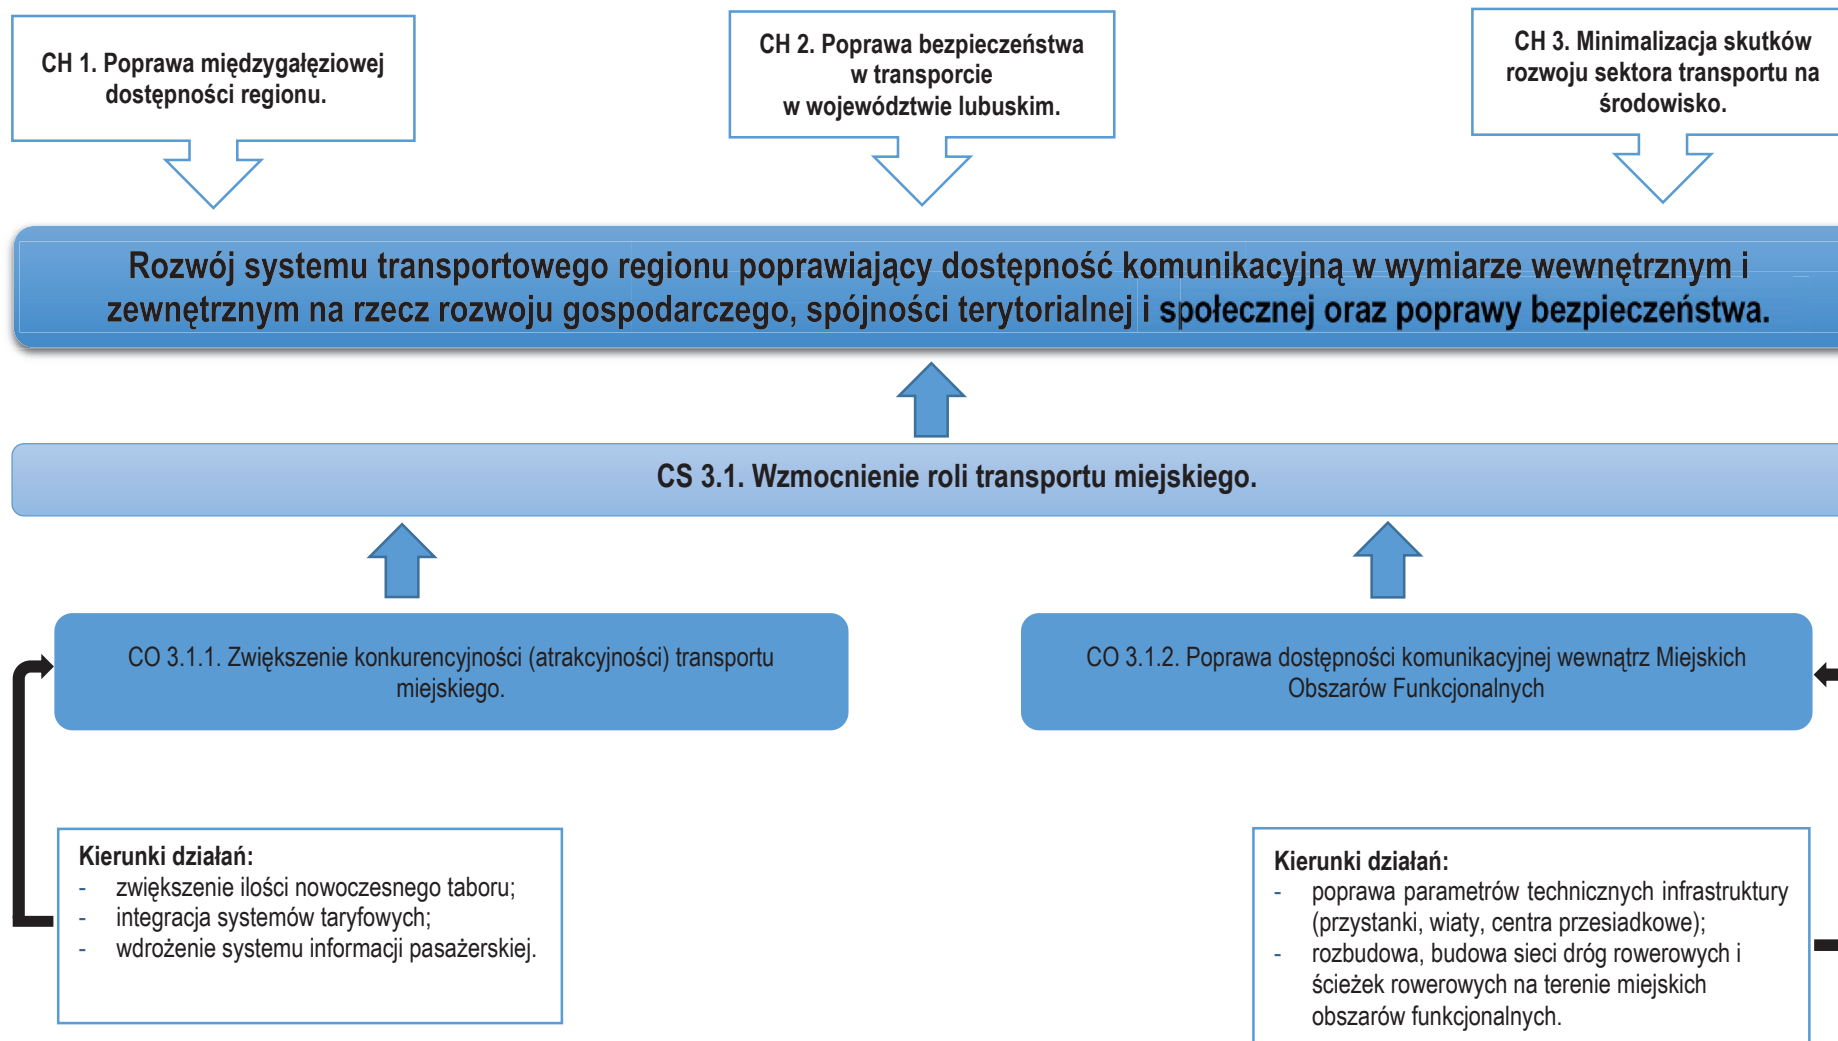 CH 1. Poprawa międzygałęziowej
dostępności regionu.
CH 2. Poprawa bezpieczeństwa
w transporcie
w województwie lubuskim.
CH 3. Minimalizacja skutków
rozwoju sektora transportu na
środowisko.
Rozwój systemu transportowego regionu poprawiający dostępność komunikacyjną w wymiarze wewnętrznym i
zewnętrznym na rzecz rozwoju gospodarczego, spójności terytorialnej i społecznej oraz poprawy bezpieczeństwa.
CS 3.1. Wzmocnienie roli transportu miejskiego.
CO 3.1.1. Zwiększenie konkurencyjności (atrakcyjności) transportu
miejskiego.
CO 3.1.2. Poprawa dostępności komunikacyjnej wewnątrz Miejskich
Obszarów Funkcjonalnych
Kierunki działań:
- zwiększenie ilości nowoczesnego taboru;
- integracja systemów taryfowych;
- wdrożenie systemu informacji pasażerskiej.
Kierunki działań:
- poprawa parametrów technicznych infrastruktury
(przystanki, wiaty, centra przesiadkowe);
- rozbudowa, budowa sieci dróg rowerowych i
ścieżek rowerowych na terenie miejskich
obszarów funkcjonalnych.